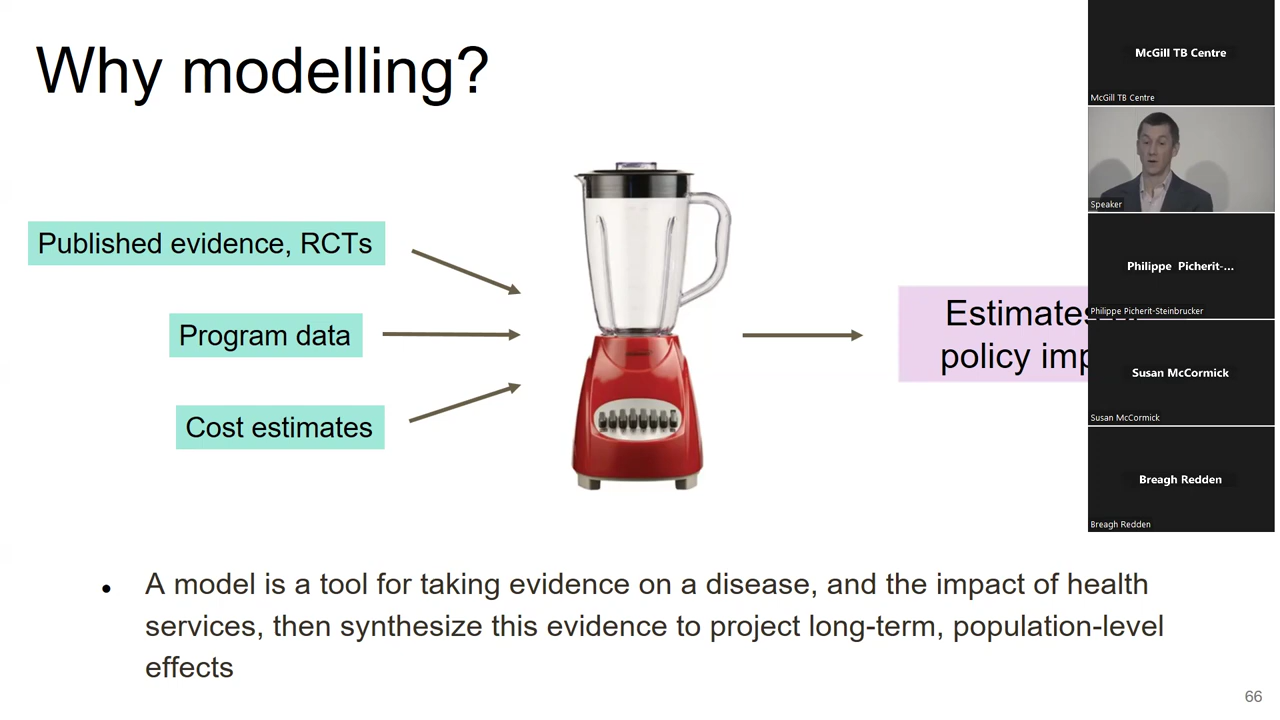 Why modelling?
Published evidence, RCTs
Program data
Cost estimates
Estimates
policy
A model is a tool for taking evidence on a disease, and the impact of health
services, then synthesize this evidence to project long-term, population-level
effects
66
McGill TB Centre
McGill TB Centre
Speaker
Philippe Picherit-...
Philippe Picherit-Steinbrucker
Susan McCormick
Susan McCormick
Breagh Redden
Breagh Redden